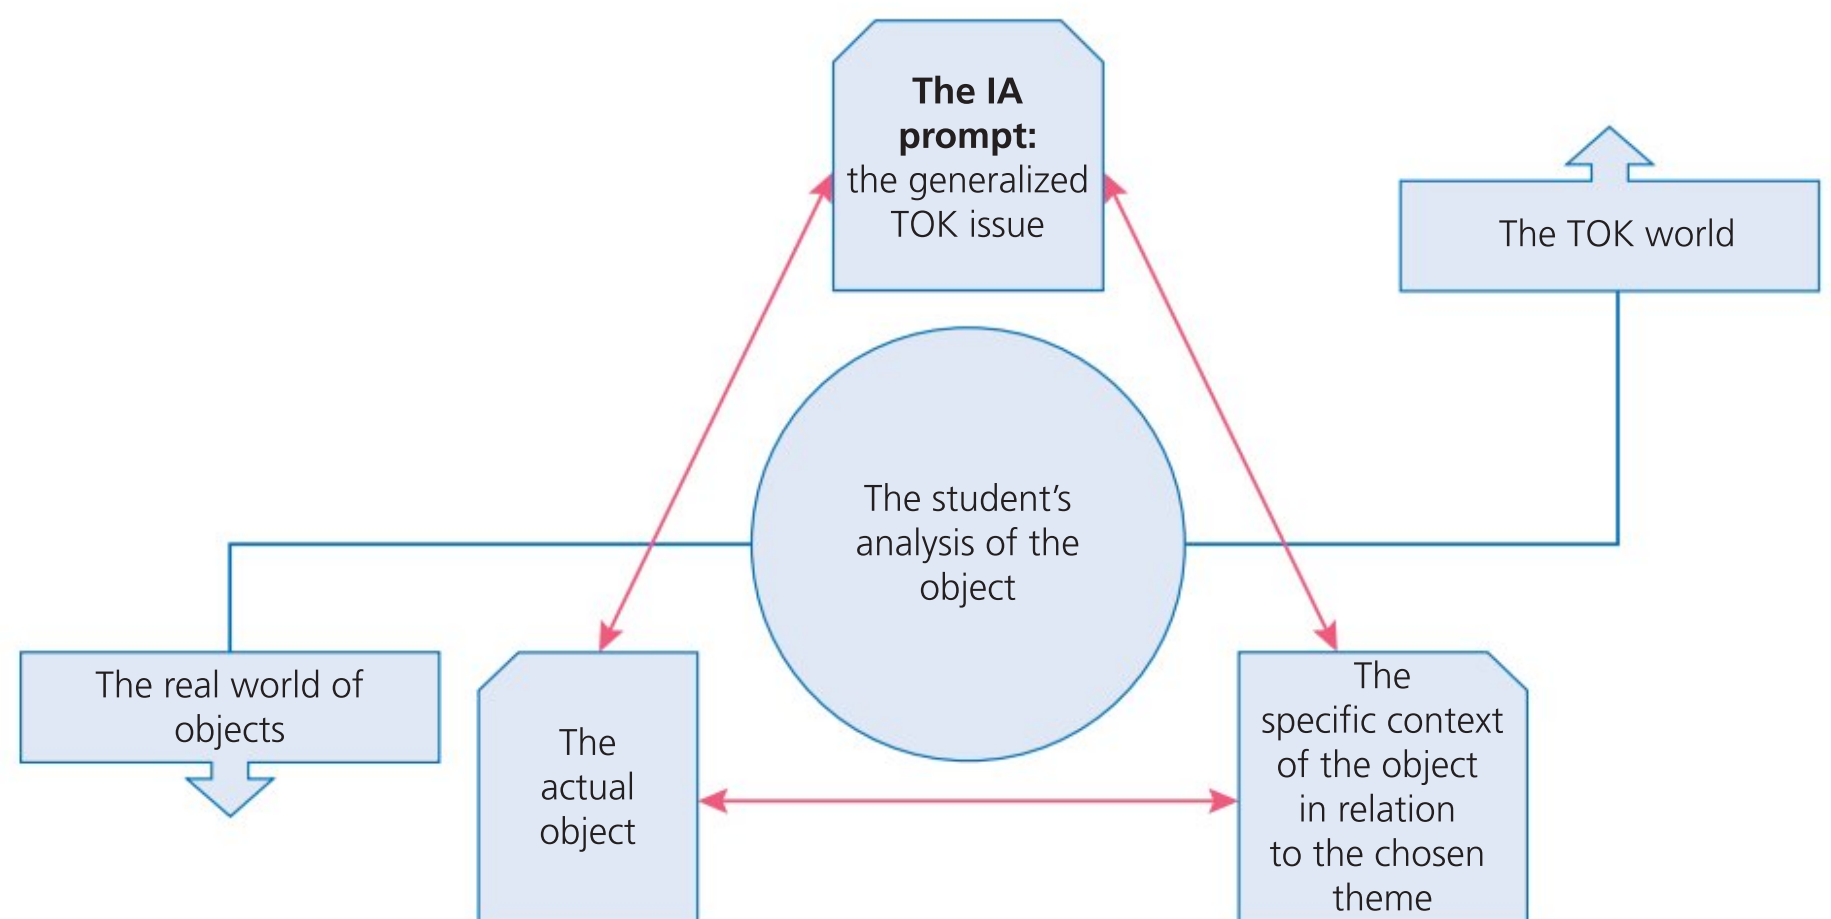 The IA
prompt:
the generalized
TOK issue
The TOK world
The student’s
analysis of the
object
The real world of
objects
The
actual
object
The
specific context
of the object
in relation
to the chosen
theme